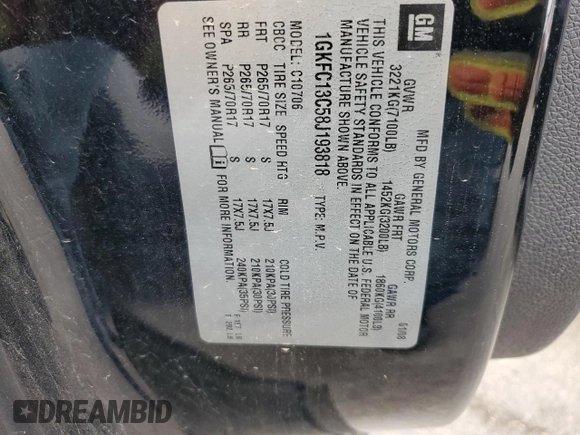 GM
MFD BY GENERAL MOTORS CORP 01/08
GVWR GAWR FRT GAWR RR
3221KG(7100LB) 1452KG(3200LB) 1860KG(4100LB)
THIS VEHICLE CONFORMS TO ALL APPLICABLE U.S. FEDERAL MOTOR
VEHICLE SAFETY STANDARDS IN EFFECT ON THE DATE OF
MANUFACTURE SHOWN ABOVE.
1GKFC13C58J193818 TYPE: M.P.V.
MODEL: C10706
CBCC TIRE SIZE SPEED RTG RIM COLD TIRE PRESSURE
FRT P265/70R17 S 17X7.5J 210KPA(30PSI)
RR P265/70R17 S 17X7.5J 210KPA(30PSI)
SPA P265/70R17 S 17X7.5J 240KPA(35PSI)
SEE OWNER'S MANUAL i FOR MORE INFORMATION.
DREAMBID